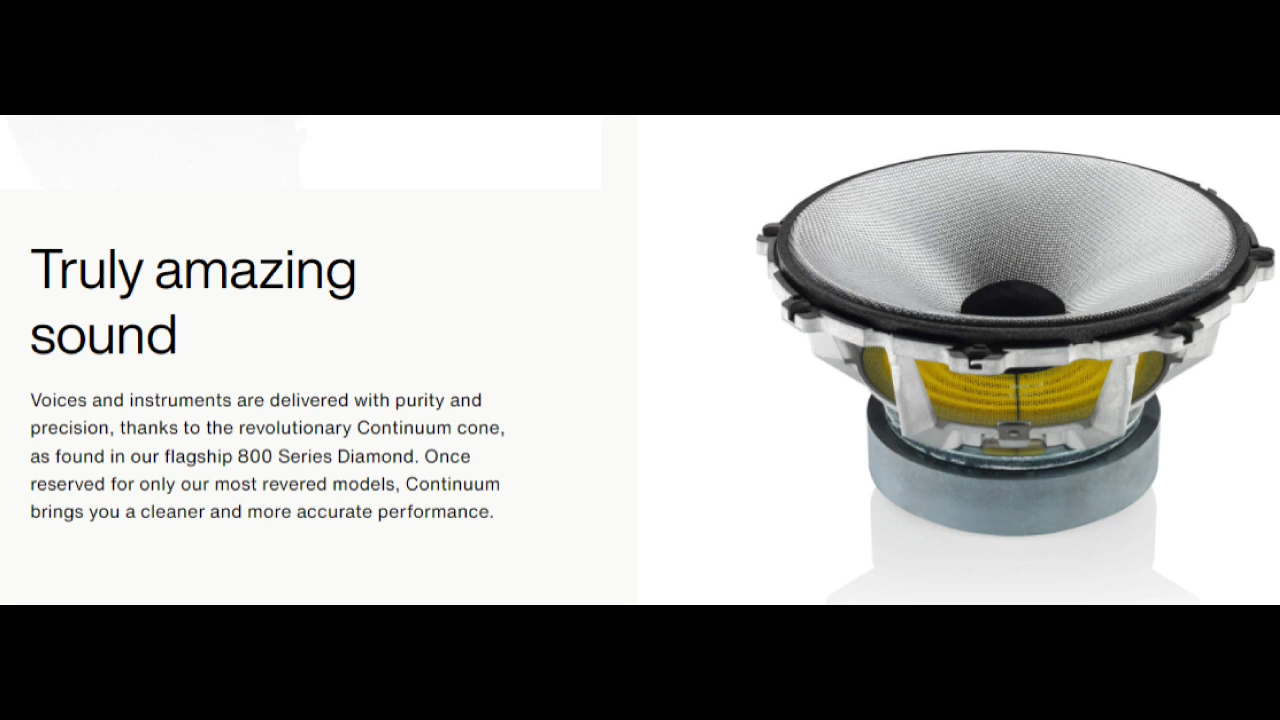 Truly amazing
sound
Voices and instruments are delivered with purity and
precision, thanks to the revolutionary Continuum cone,
as found in our flagship 800 Series Diamond. Once
reserved for only our most revered models, Continuum
brings you a cleaner and more accurate performance.